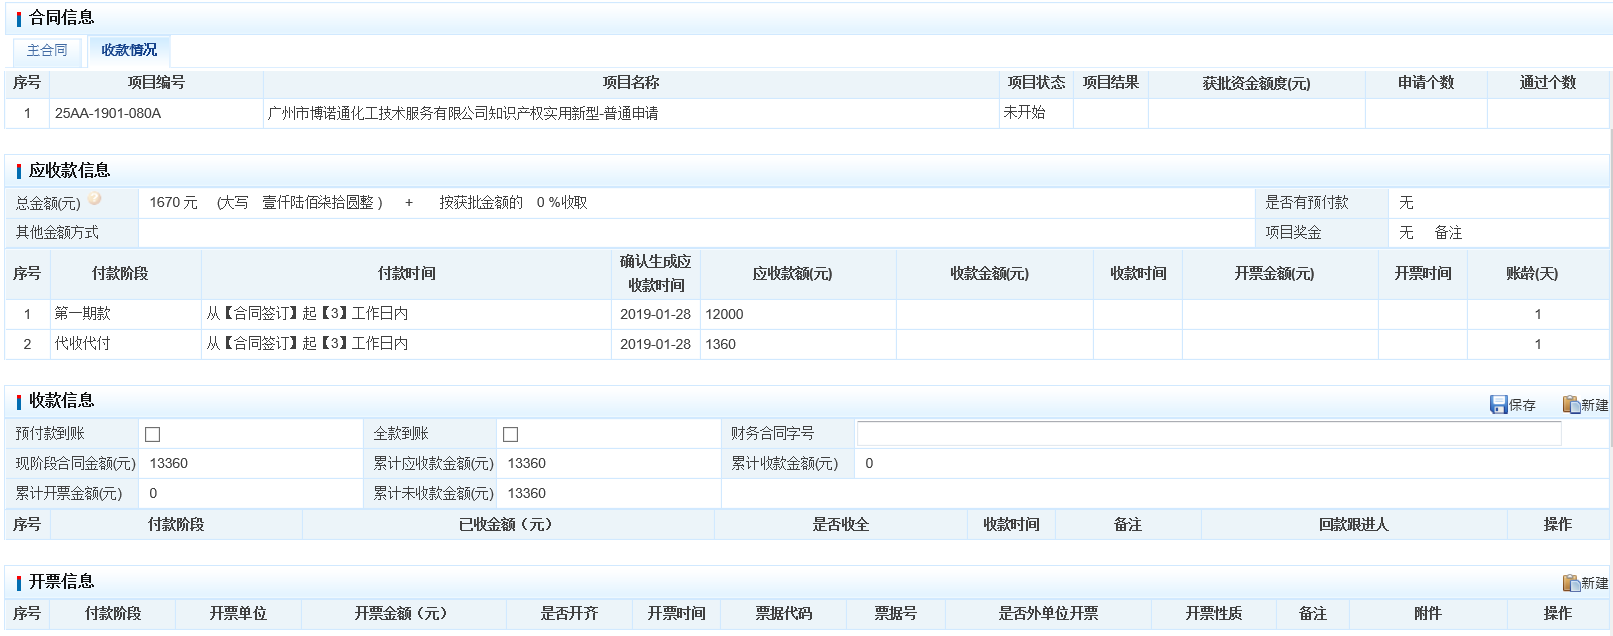 合同信息
主合同 收款情况
序号 项目编号 项目名称 项目状态 项目结果 获批资金额度(元) 申请个数 通过个数
1 25AA-1901-080A 广州市博诺通化工技术服务有限公司知识产权实用新型-普通申请 未开始
应收款信息
总金额(元) 1670 元 (大写 壹仟陆佰柒拾圆整 ) + 按获批金额的 0 %收取 是否有预付款 无
其他金额方式 项目奖金 无 备注
序号 付款阶段 付款时间 确认生成应收款时间 应收款额(元) 收款金额(元) 收款时间 开票金额(元) 开票时间 账龄(天)
1 第一期款 从【合同签订】起【3】工作日内 2019-01-28 12000 1
2 代收代付 从【合同签订】起【3】工作日内 2019-01-28 1360 1
收款信息 保存 新建
预付款到账 全款到账 财务合同字号
现阶段合同金额(元) 13360 累计应收款金额(元) 13360 累计收款金额(元) 0
累计开票金额(元) 0 累计未收款金额(元) 13360
序号 付款阶段 已收金额（元） 是否收全 收款时间 备注 回款跟进人 操作
开票信息 新建
序号 付款阶段 开票单位 开票金额（元） 是否开齐 开票时间 票据代码 票据号 是否外单位开票 开票性质 备注 附件 操作